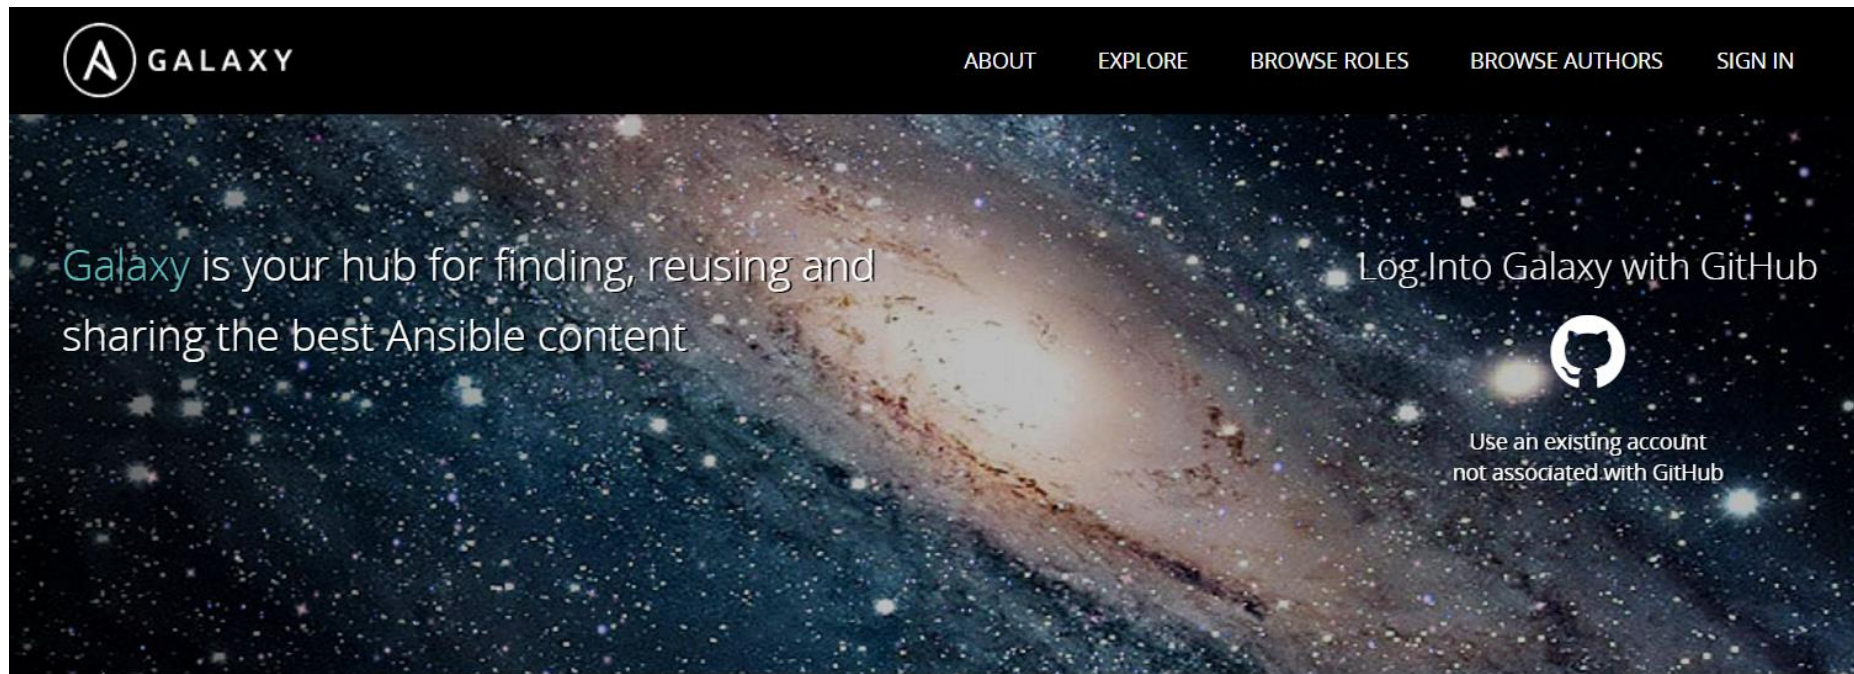 GALAXY
ABOUT EXPLORE BROWSE ROLES BROWSE AUTHORS SIGN IN
Galaxy is your hub for finding, reusing and
sharing the best Ansible content
Log Into Galaxy with GitHub
Use an existing account
not associated with GitHub